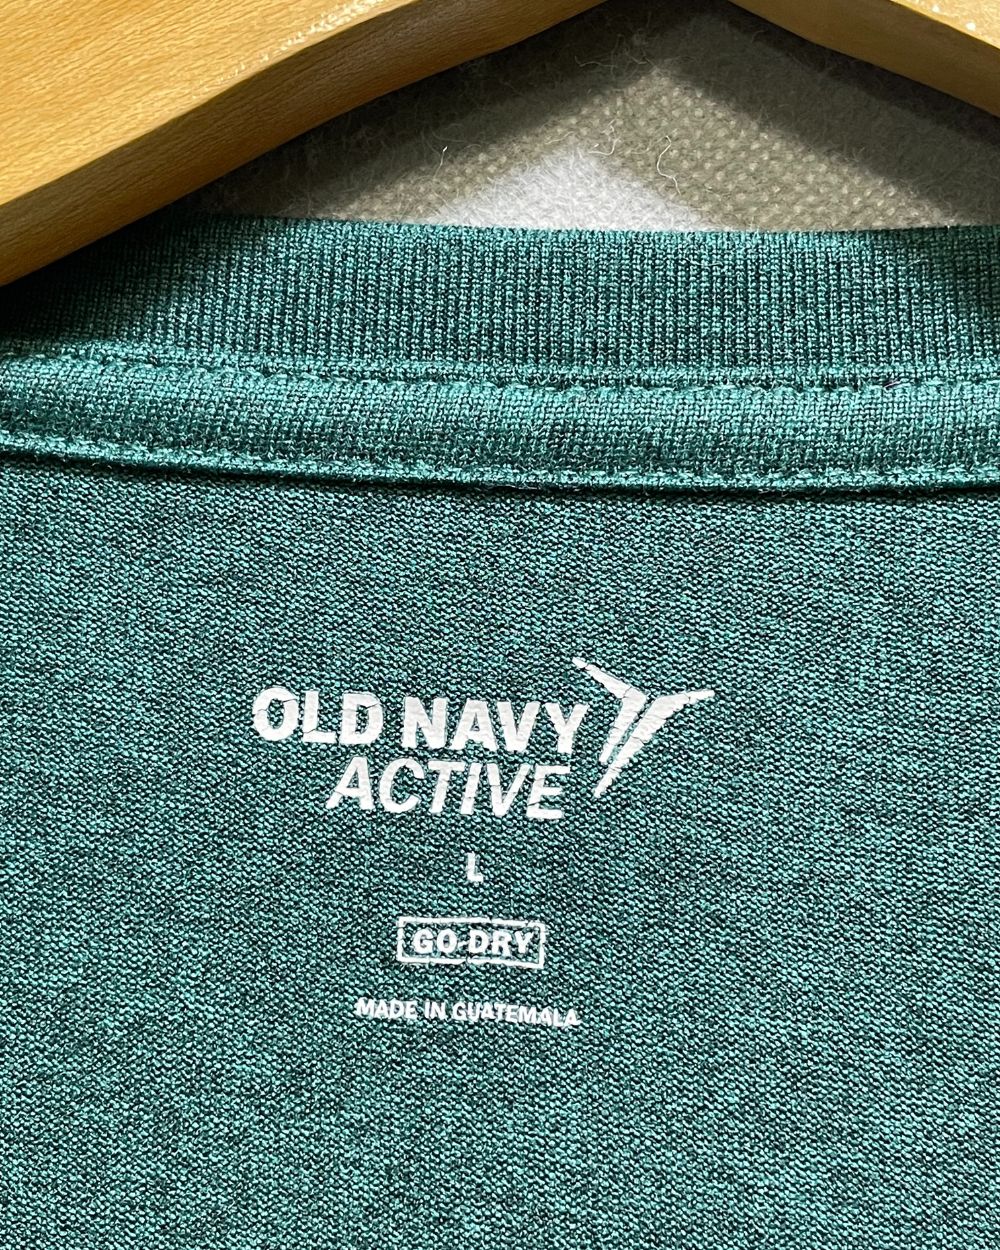 OLD NAVY
ACTIVE
L
GO-DRY
MADE IN GUATEMALA